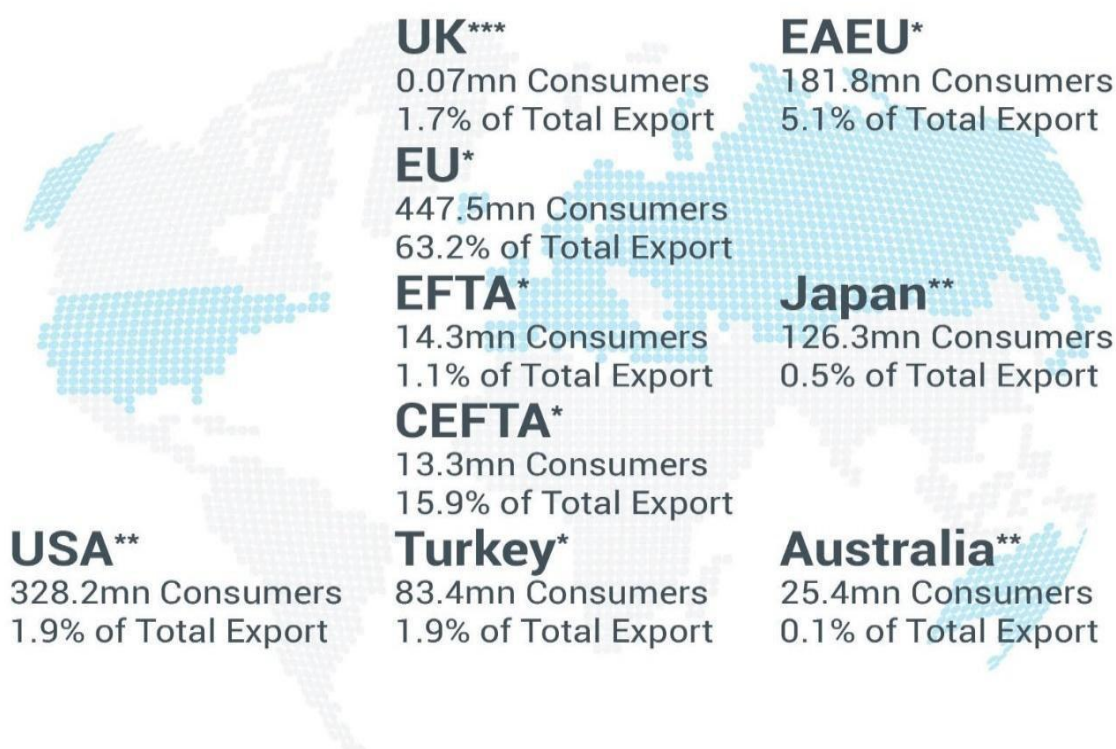 UK***
0.07mn Consumers
1.7% of Total Export
EU*
447.5mn Consumers
63.2% of Total Export
EFTA*
14.3mn Consumers
1.1% of Total Export
CEFTA*
13.3mn Consumers
15.9% of Total Export
Turkey*
83.4mn Consumers
1.9% of Total Export
EAEU*
181.8mn Consumers
5.1% of Total Export
Japan**
126.3mn Consumers
0.5% of Total Export
Australia**
25.4mn Consumers
0.1% of Total Export
USA**
328.2mn Consumers
1.9% of Total Export